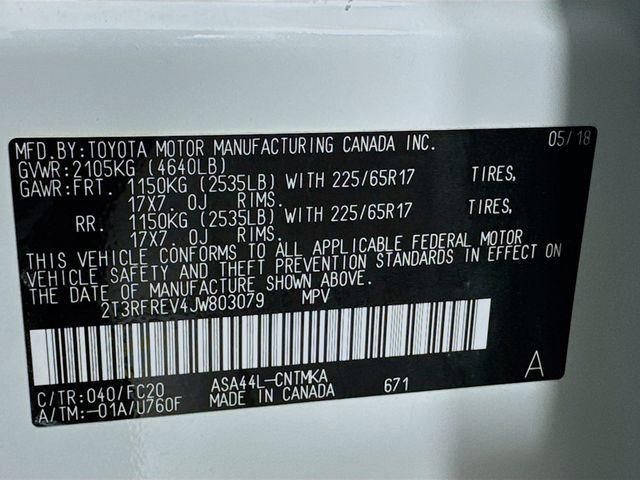 MFD.BY:TOYOTA MOTOR MANUFACTURING CANADA INC. 05/18
GVWR:2105KG (4640LB)
GAWR:FRT. 1150KG (2535LB) WITH 225/65R17 TIRES,
17X7.0J RIMS.
RR. 1150KG (2535LB) WITH 225/65R17 TIRES,
17X7.0J RIMS.
THIS VEHICLE CONFORMS TO ALL APPLICABLE FEDERAL MOTOR
VEHICLE SAFETY AND THEFT PREVENTION STANDARDS IN EFFECT ON
THE DATE OF MANUFACTURE SHOWN ABOVE.
2T3RFREV4JW803079 MPV
A
C/TR:040/FC20 ASA44L-CNTMKA 671
A/TM:-01A/U760F MADE IN CANADA